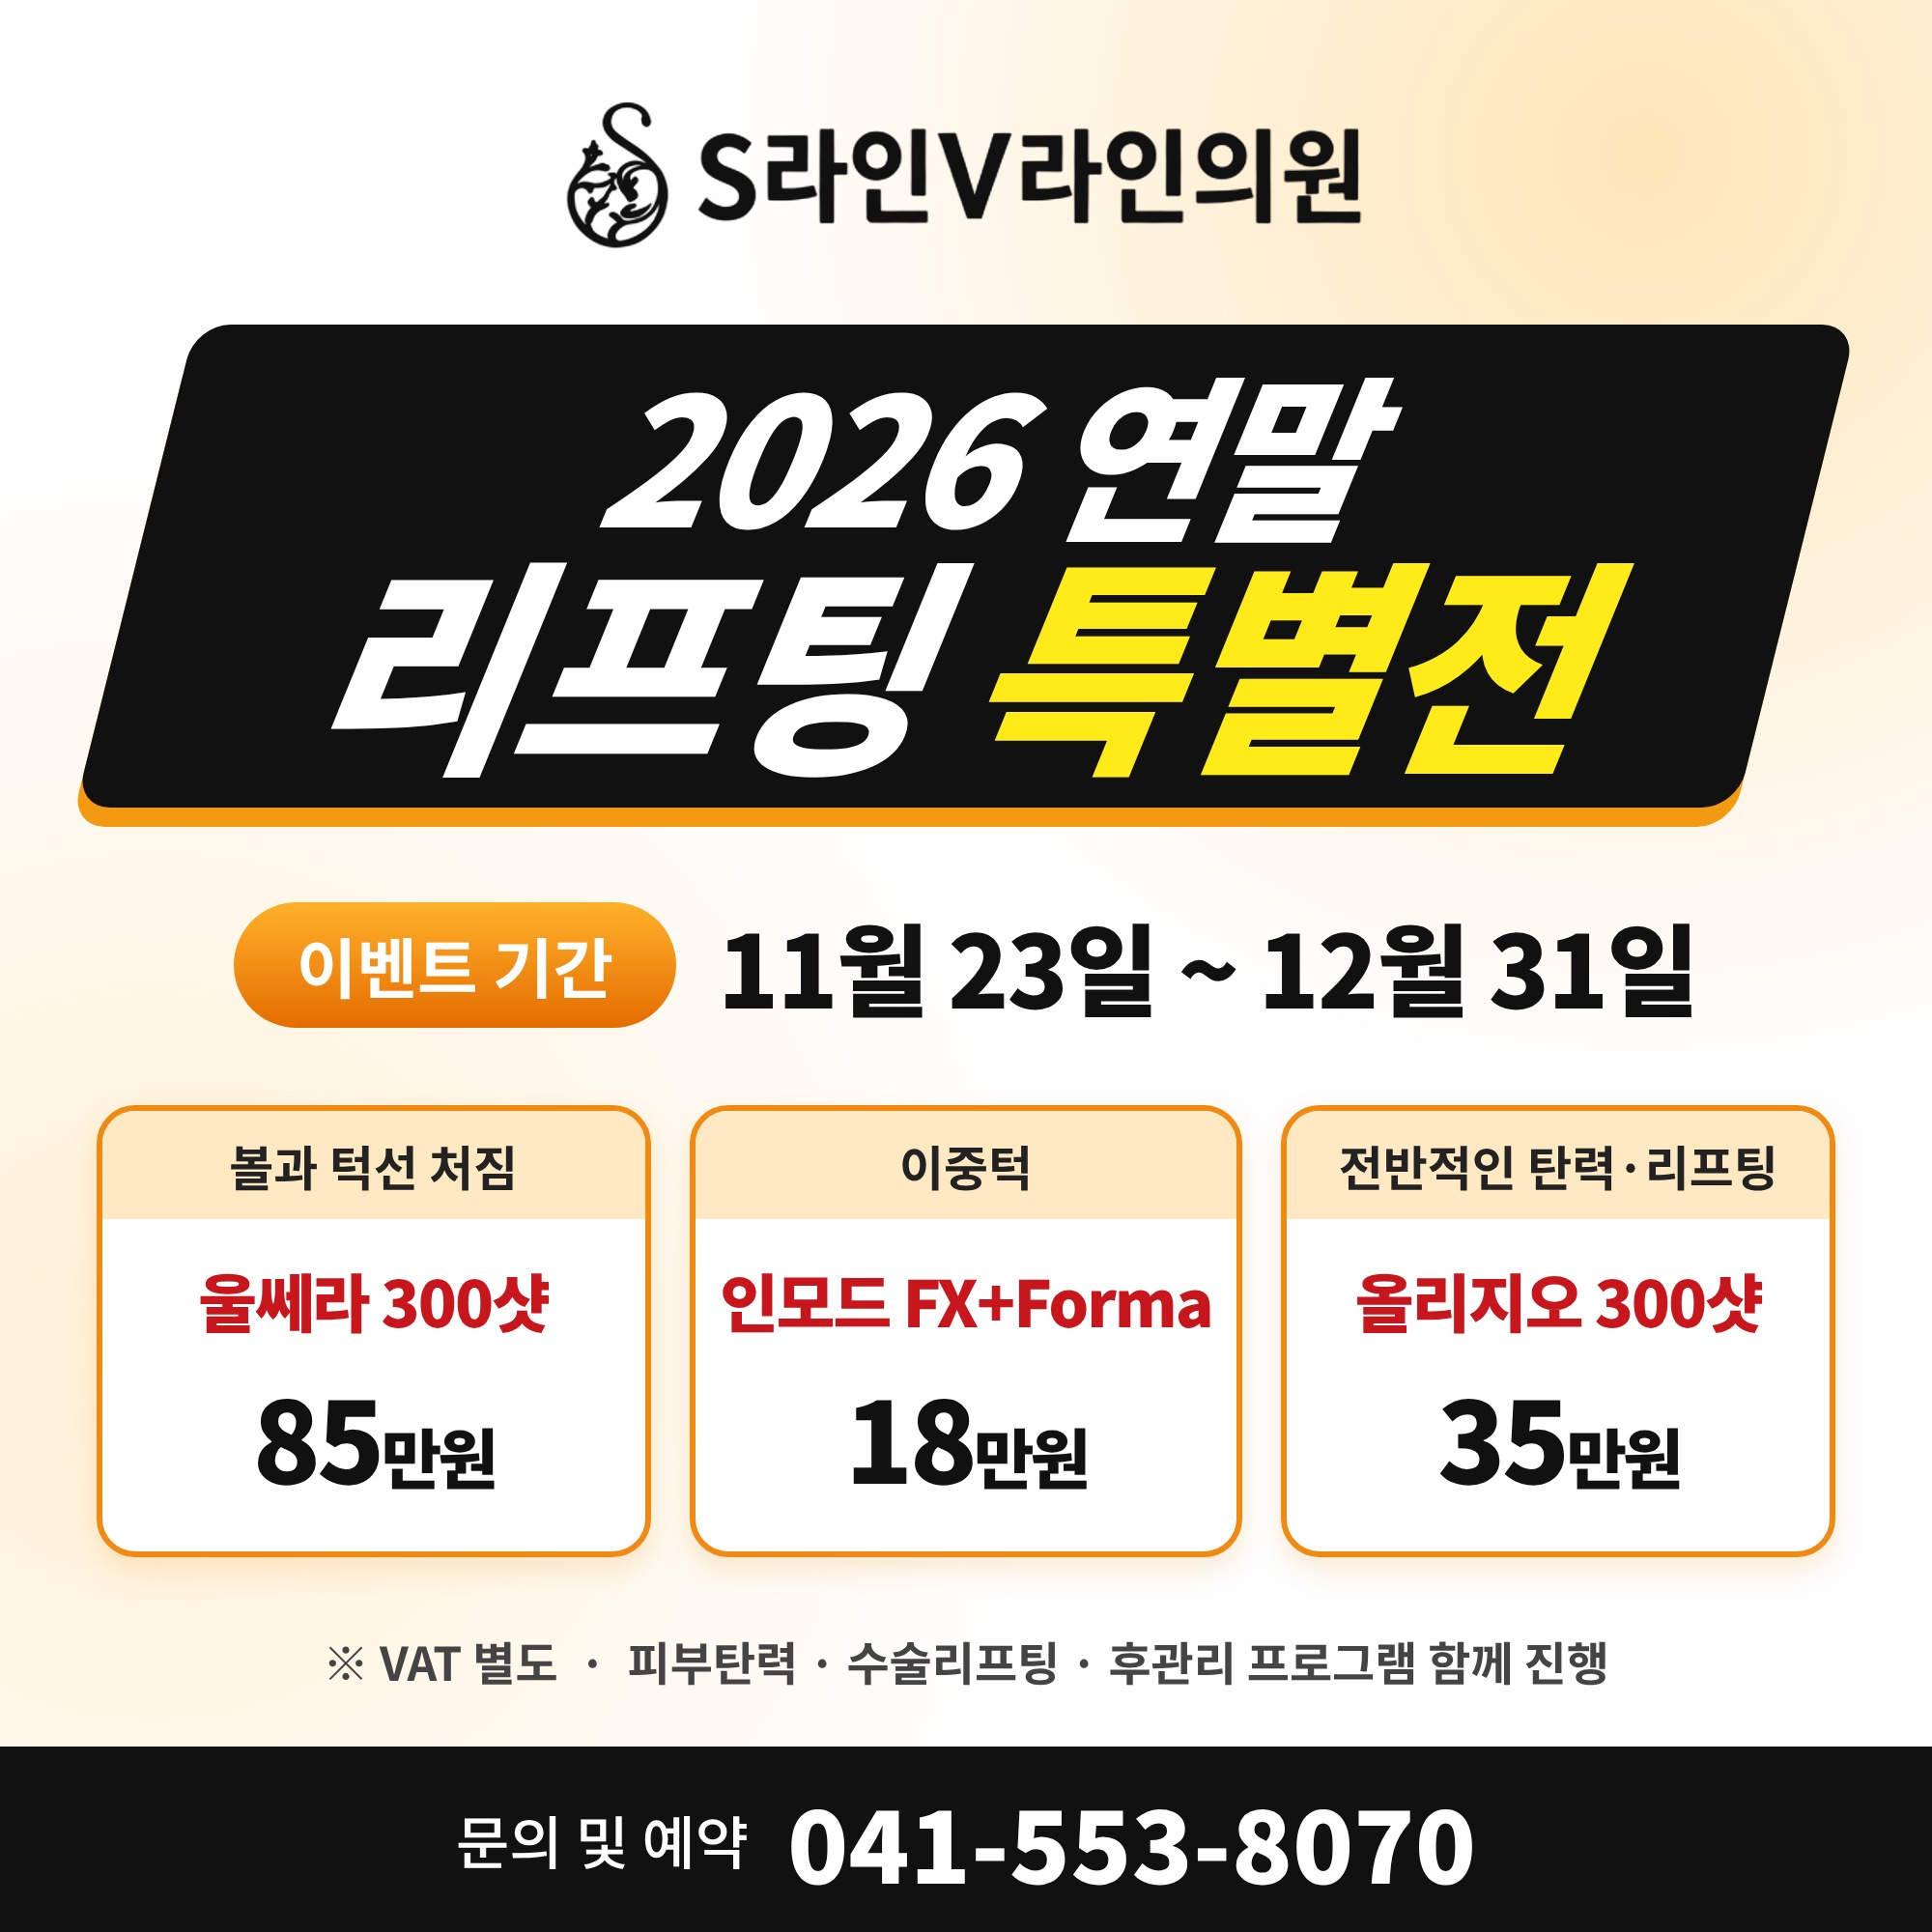 S라인V라인의원
2026 연말
리프팅 특별전
이벤트 기간 11월 23일 ~ 12월 31일
볼과 턱선 처짐
울쎄라 300샷
85만원
이중턱
인모드 FX+Forma
18만원
전반적인 탄력·리프팅
올리지오 300샷
35만원
※ VAT 별도 · 피부탄력 · 수술리프팅 · 후관리 프로그램 함께 진행
문의 및 예약 041-553-8070